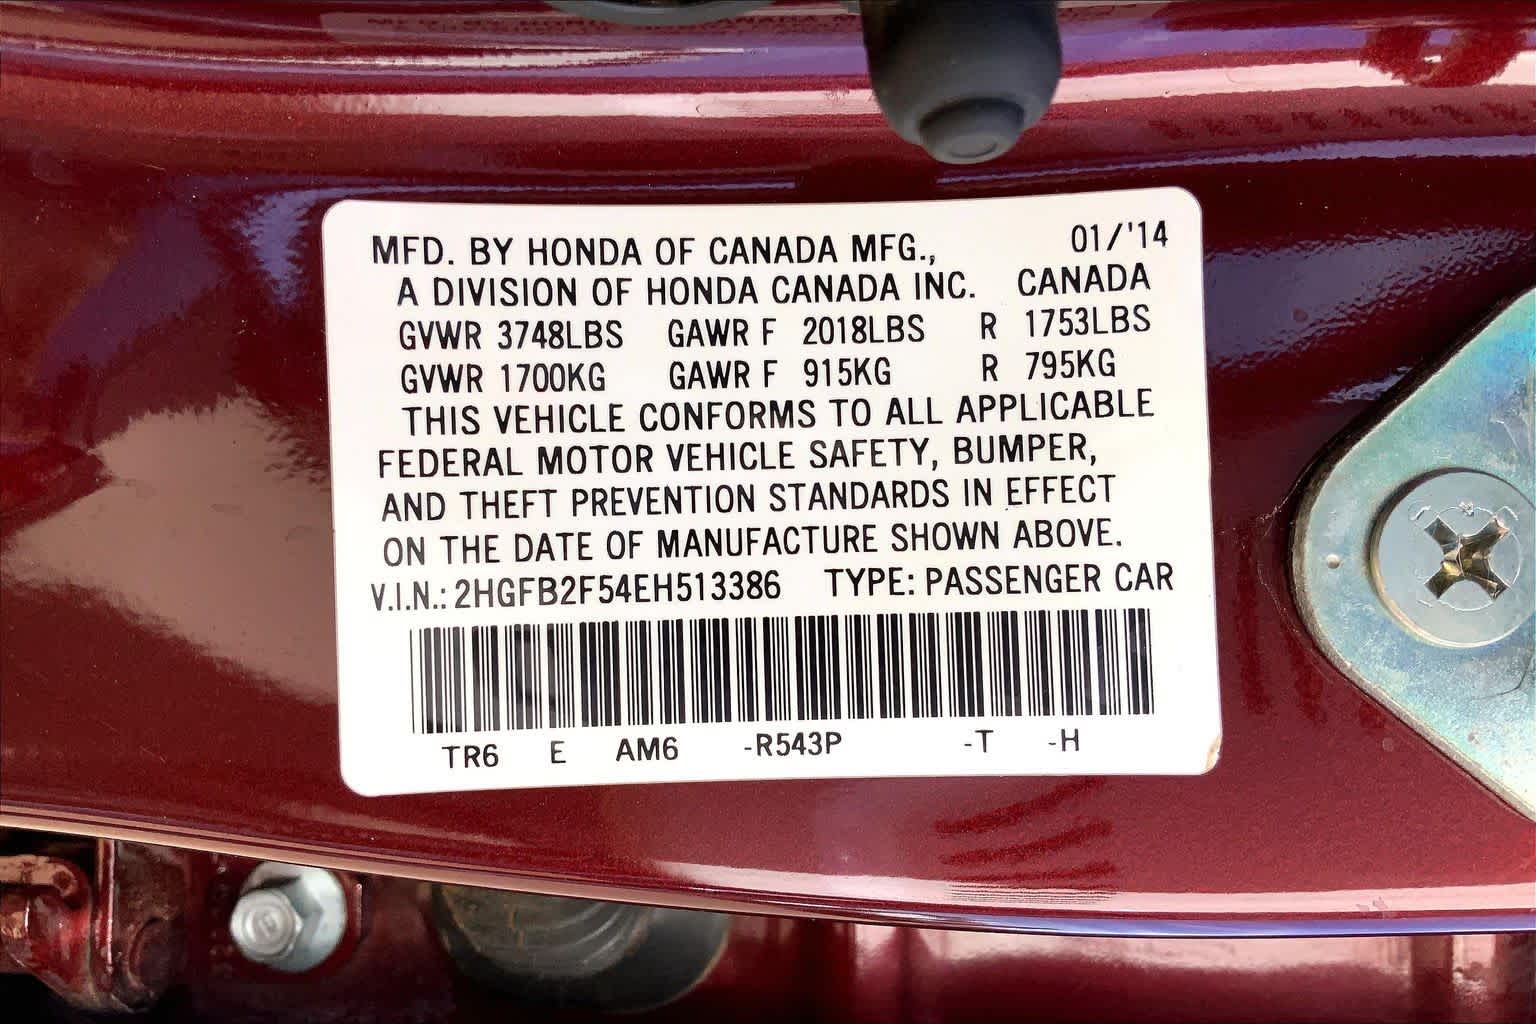 MFD. BY HONDA OF CANADA MFG., 01/'14
A DIVISION OF HONDA CANADA INC. CANADA
GVWR 3748LBS GAWR F 2018LBS R 1753LBS
GVWR 1700KG GAWR F 915KG R 795KG
THIS VEHICLE CONFORMS TO ALL APPLICABLE
FEDERAL MOTOR VEHICLE SAFETY, BUMPER,
AND THEFT PREVENTION STANDARDS IN EFFECT
ON THE DATE OF MANUFACTURE SHOWN ABOVE.
V.I.N.: 2HGFB2F54EH513386 TYPE: PASSENGER CAR
TR6 E AM6 -R543P -T -H